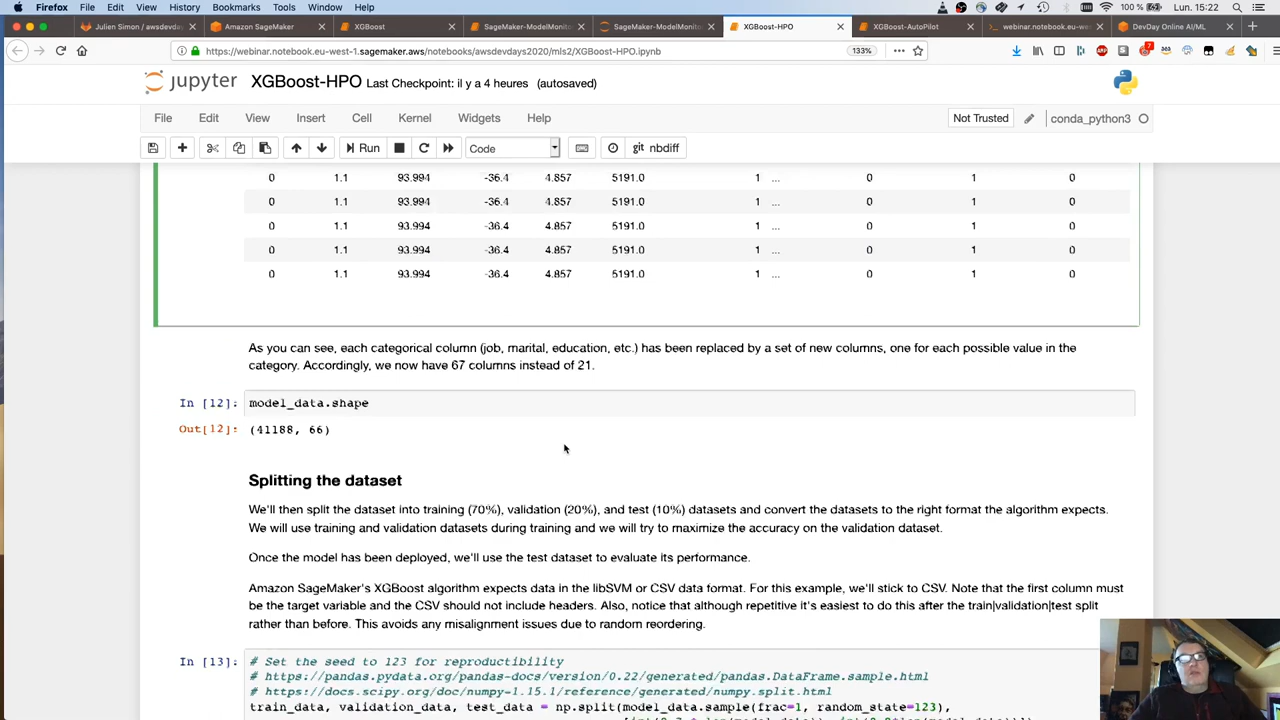 Firefox File Edit View History Bookmarks Tools Window Help 100 % Lun. 15:22
Julien Simon / awsdevd Amazon SageMaker XGBoost SageMaker-ModelMonit SageMaker-ModelMonit XGBoost-HPO XGBoost-AutoPilot webinar.notebook.eu-wes DevDay Online AI/ML
https://webinar.notebook.eu-west-1.sagemaker.aws/notebooks/awsdevdays2020/mls2/XGBoost-HPO.ipynb 133%
jupyter XGBoost-HPO Last Checkpoint: il y a 4 heures (autosaved)
File Edit View Insert Cell Kernel Widgets Help Not Trusted conda_python3
Run Code git nbdiff
0 1.1 93.994 -36.4 4.857 5191.0 1 ... 0 1 0
0 1.1 93.994 -36.4 4.857 5191.0 1 ... 0 1 0
0 1.1 93.994 -36.4 4.857 5191.0 1 ... 0 1 0
0 1.1 93.994 -36.4 4.857 5191.0 1 ... 0 1 0
0 1.1 93.994 -36.4 4.857 5191.0 1 ... 0 1 0
As you can see, each categorical column (job, marital, education, etc.) has been replaced by a set of new columns, one for each possible value in the
category. Accordingly, we now have 67 columns instead of 21.
In [12]: model_data.shape
Out[12]: (41188, 66)
Splitting the dataset
We'll then split the dataset into training (70%), validation (20%), and test (10%) datasets and convert the datasets to the right format the algorithm expects.
We will use training and validation datasets during training and we will try to maximize the accuracy on the validation dataset.
Once the model has been deployed, we'll use the test dataset to evaluate its performance.
Amazon SageMaker's XGBoost algorithm expects data in the libSVM or CSV data format. For this example, we'll stick to CSV. Note that the first column must
be the target variable and the CSV should not include headers. Also, notice that although repetitive it's easiest to do this after the train|validation|test split
rather than before. This avoids any misalignment issues due to random reordering.
In [13]: # Set the seed to 123 for reproductibility
# https://pandas.pydata.org/pandas-docs/version/0.22/generated/pandas.DataFrame.sample.html
# https://docs.scipy.org/doc/numpy-1.15.1/reference/generated/numpy.split.html
train_data, validation_data, test_data = np.split(model_data.sample(frac=1, random_state=123),